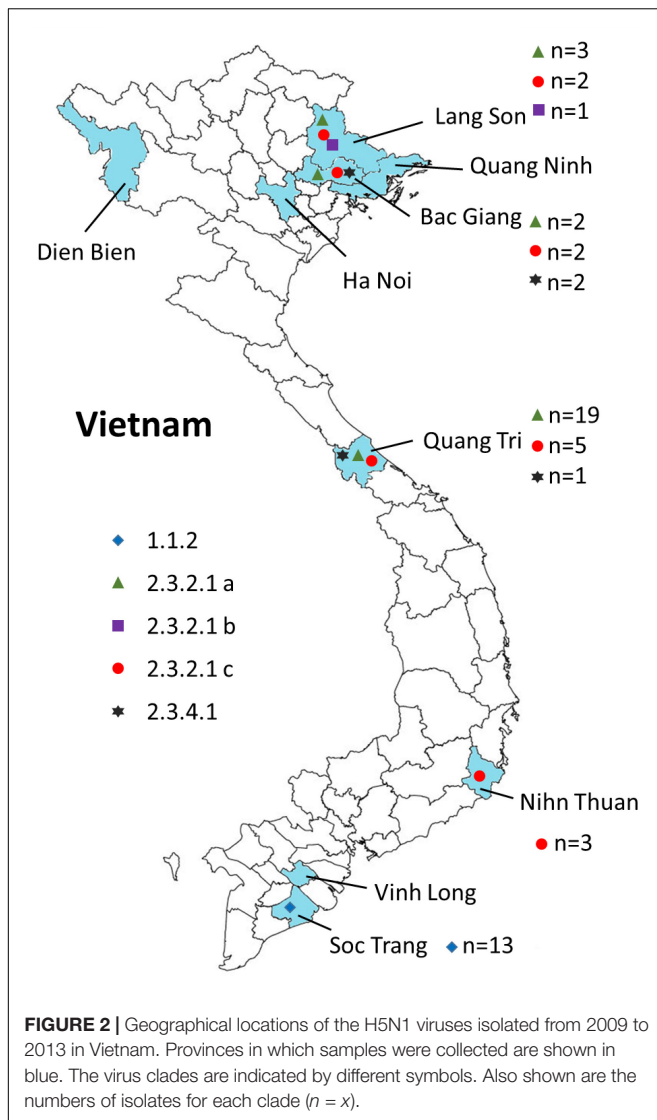 n=3
n=2
n=1
Lang Son
Quang Ninh
Bac Giang
n=2
n=2
n=2
Dien Bien
Ha Noi
Vietnam
n=19
n=5
n=1
Quang Tri
1.1.2
2.3.2.1 a
2.3.2.1 b
2.3.2.1 c
2.3.4.1
Nihn Thuan
n=3
Vinh Long
Soc Trang
n=13
FIGURE 2 | Geographical locations of the H5N1 viruses isolated from 2009 to
2013 in Vietnam. Provinces in which samples were collected are shown in
blue. The virus clades are indicated by different symbols. Also shown are the
numbers of isolates for each clade (n = x).